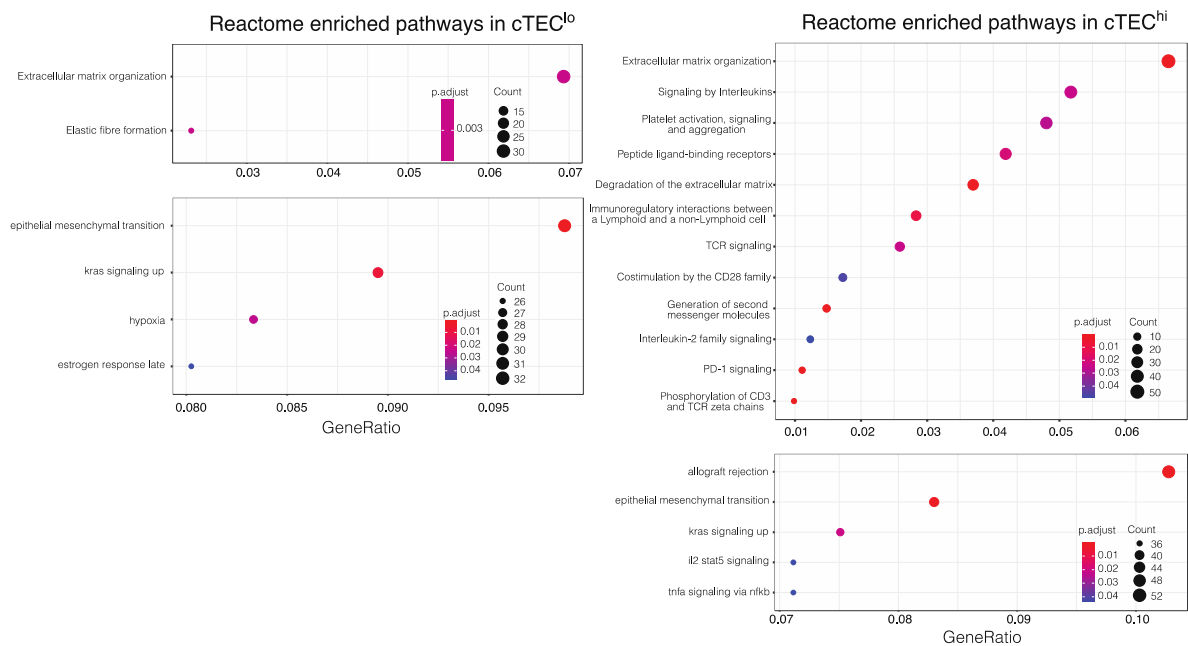 Reactome enriched pathways in cTEClo
Extracellular matrix organization
Elastic fibre formation
p.adjust
0.003
Count
15
20
25
30
0.03
0.04
0.05
0.06
0.07
epithelial mesenchymal transition
kras signaling up
hypoxia
estrogen response late
p.adjust
0.01
0.02
0.03
0.04
Count
26
27
28
29
30
31
32
0.080
0.085
0.090
0.095
GeneRatio
Reactome enriched pathways in cTEChi
Extracellular matrix organization
Signaling by Interleukins
Platelet activation, signaling
and aggregation
Peptide ligand-binding receptors
Degradation of the extracellular matrix
Immunoregulatory interactions between
a Lymphoid and a non-Lymphoid cell
TCR signaling
Costimulation by the CD28 family
Generation of second
messenger molecules
Interleukin-2 family signaling
PD-1 signaling
Phosphorylation of CD3
and TCR zeta chains
p.adjust
0.01
0.02
0.03
0.04
Count
10
20
30
40
50
0.01
0.02
0.03
0.04
0.05
0.06
allograft rejection
epithelial mesenchymal transition
kras signaling up
il2 stat5 signaling
tnfa signaling via nfkb
p.adjust
0.01
0.02
0.03
0.04
Count
36
40
44
48
52
0.07
0.08
0.09
0.10
GeneRatio